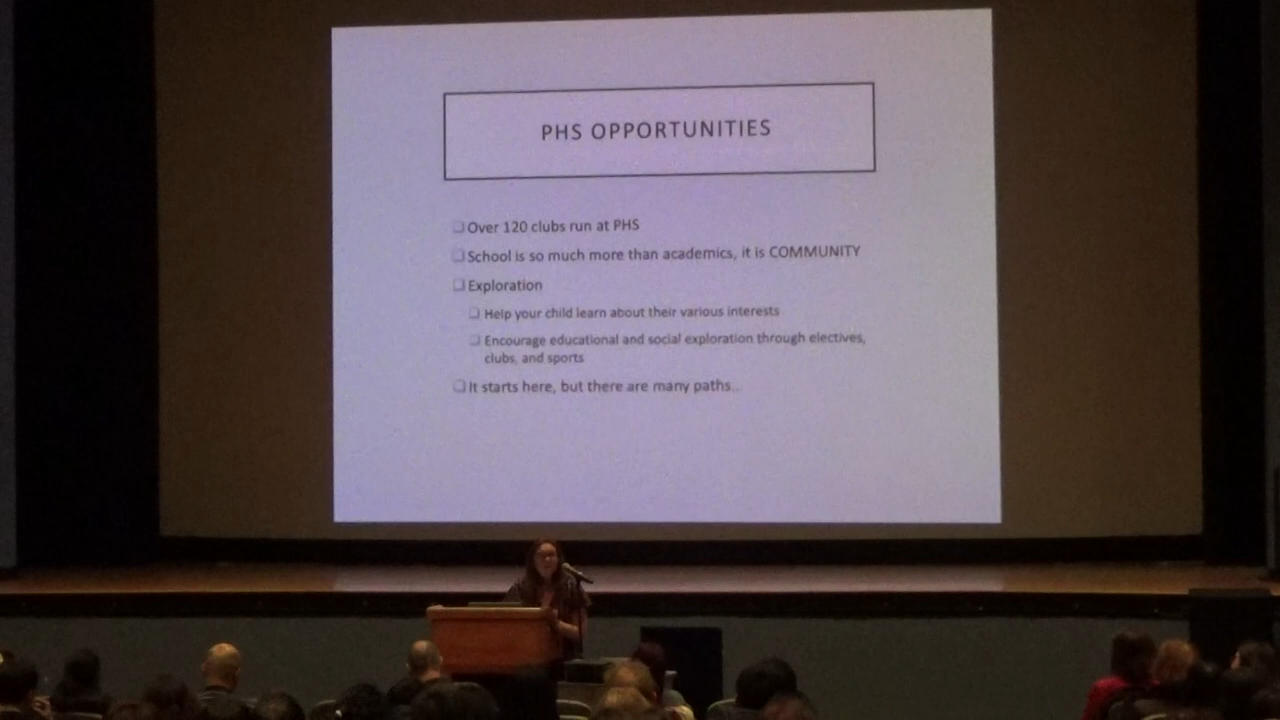 PHS OPPORTUNITIES
Over 120 clubs run at PHS
School is so much more than academics, it is COMMUNITY
Exploration
Help your child learn about their various interests
Encourage educational and social exploration through electives,
clubs, and sports
It starts here, but there are many paths...